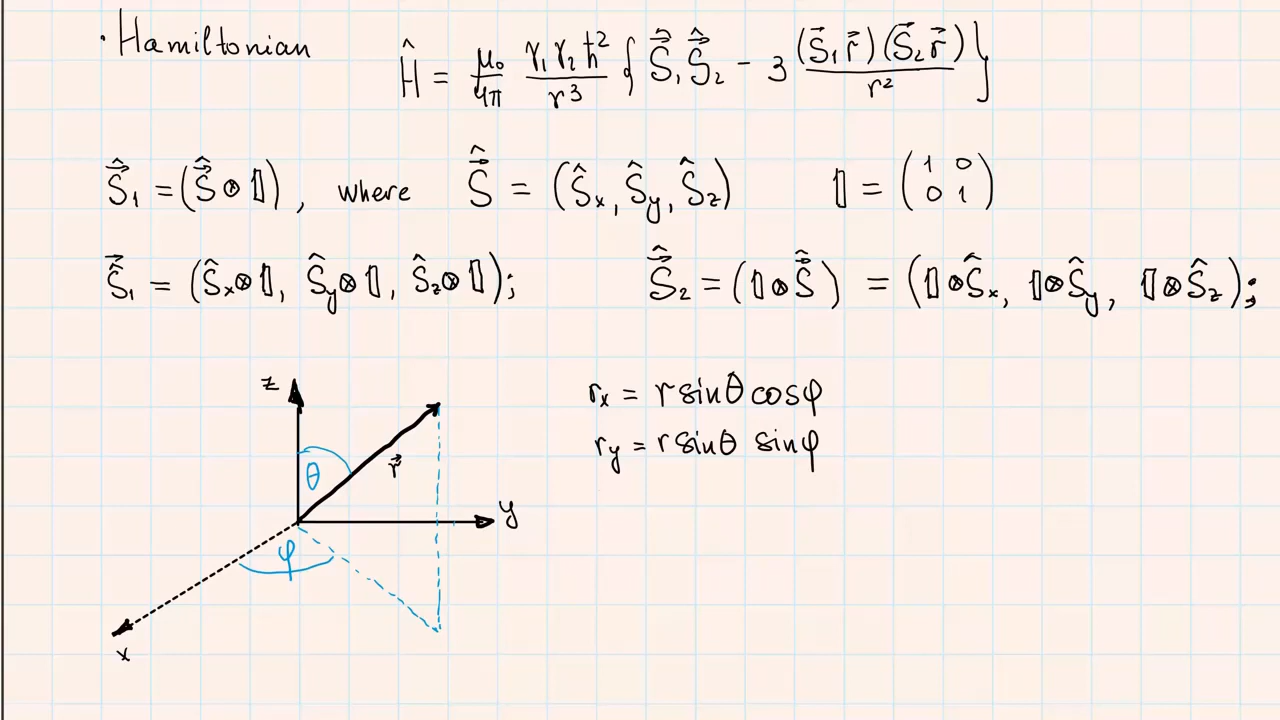 · Hamiltonian
Ĥ = μ₀/4π γ₁γ₂ħ²/r³ { S⃗̂₁ S⃗̂₂ − 3 (S⃗₁r⃗)(S⃗₂r⃗)/r² }
S⃗̂₁ = (S⃗̂ ⊗ 𝟙), where S⃗̂ = (Ŝx, Ŝy, Ŝz) 𝟙 = (1 0
0 1)
S⃗̂₁ = (Ŝx⊗𝟙, Ŝy⊗𝟙, Ŝz⊗𝟙); S⃗̂₂ = (𝟙⊗S⃗̂) = (𝟙⊗Ŝx, 𝟙⊗Ŝy, 𝟙⊗Ŝz);
z
rx = r sinθ cosφ
ry = r sinθ sinφ
θ
r⃗
y
φ
x